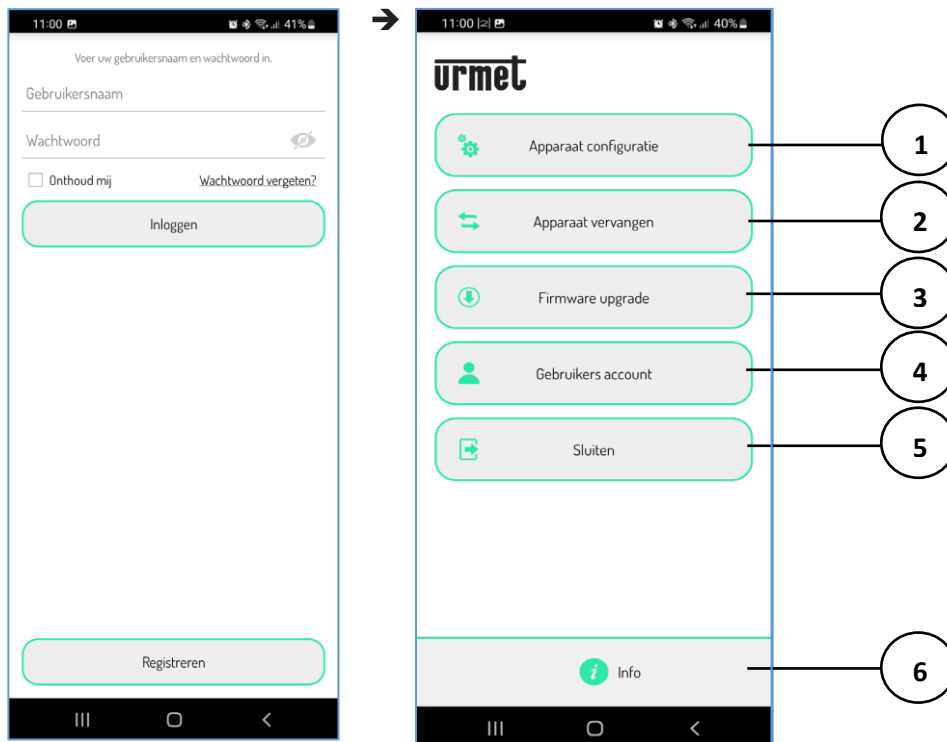 11:00 41%
Voer uw gebruikersnaam en wachtwoord in.
Gebruikersnaam
Wachtwoord
Onthoud mij Wachtwoord vergeten?
Inloggen
Registreren
➔
11:00 40%
urmet
Apparaat configuratie 1
Apparaat vervangen 2
Firmware upgrade 3
Gebruikers account 4
Sluiten 5
i Info 6